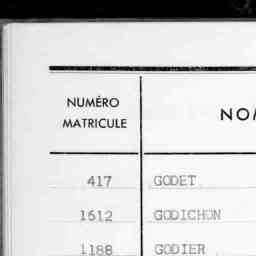 NUMÉRO
MATRICULE
NOM
417 GODET
1612 GODICHON
1188 GODIER